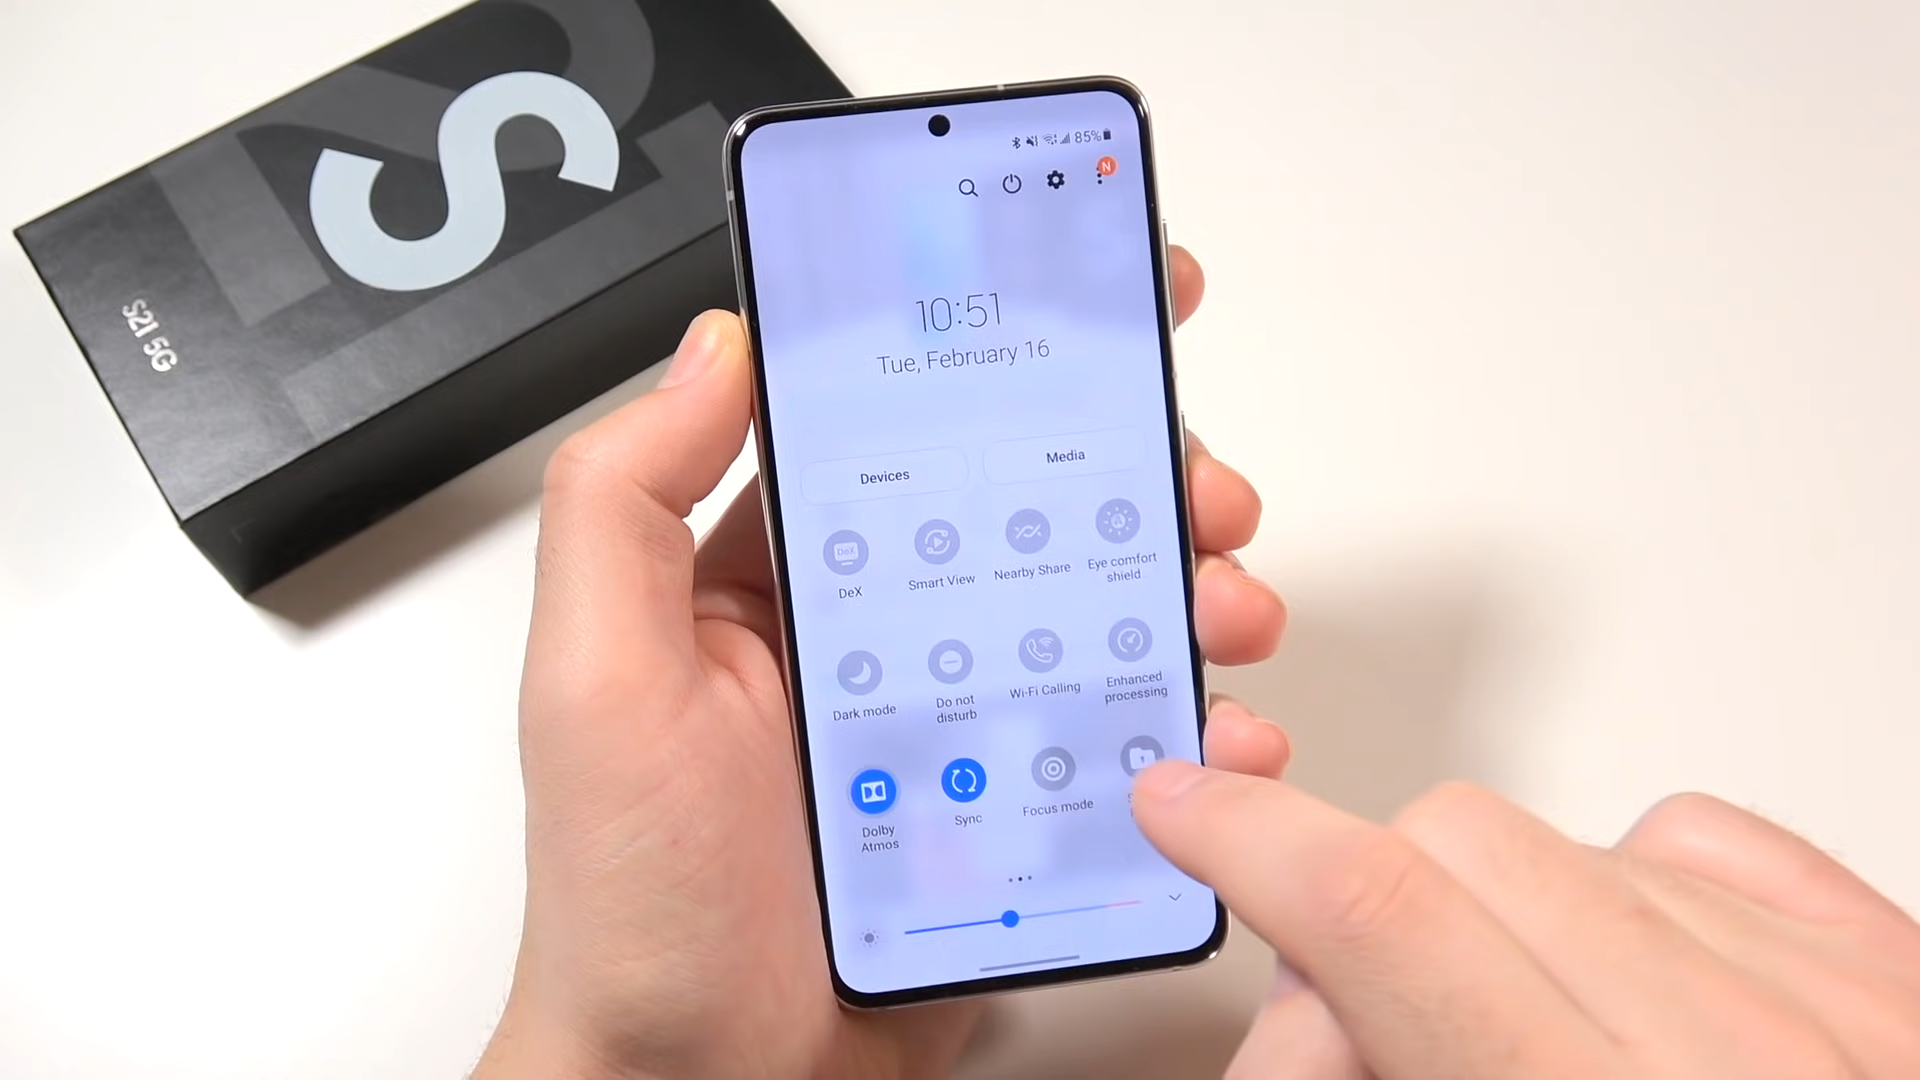 S
S21 5G
85%
N
10:51
Tue, February 16
Devices
Media
DeX
DeX
Smart View
Nearby Share
Eye comfort
shield
Dark mode
Do not
disturb
Wi-Fi Calling
Enhanced
processing
Dolby
Atmos
Sync
Focus mode